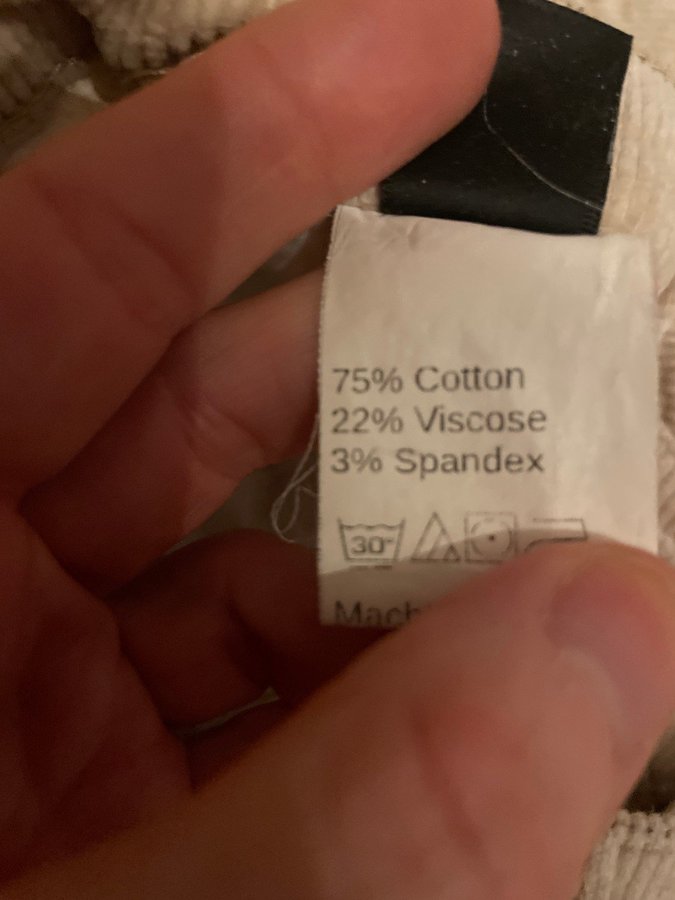 75% Cotton
22% Viscose
3% Spandex
30°